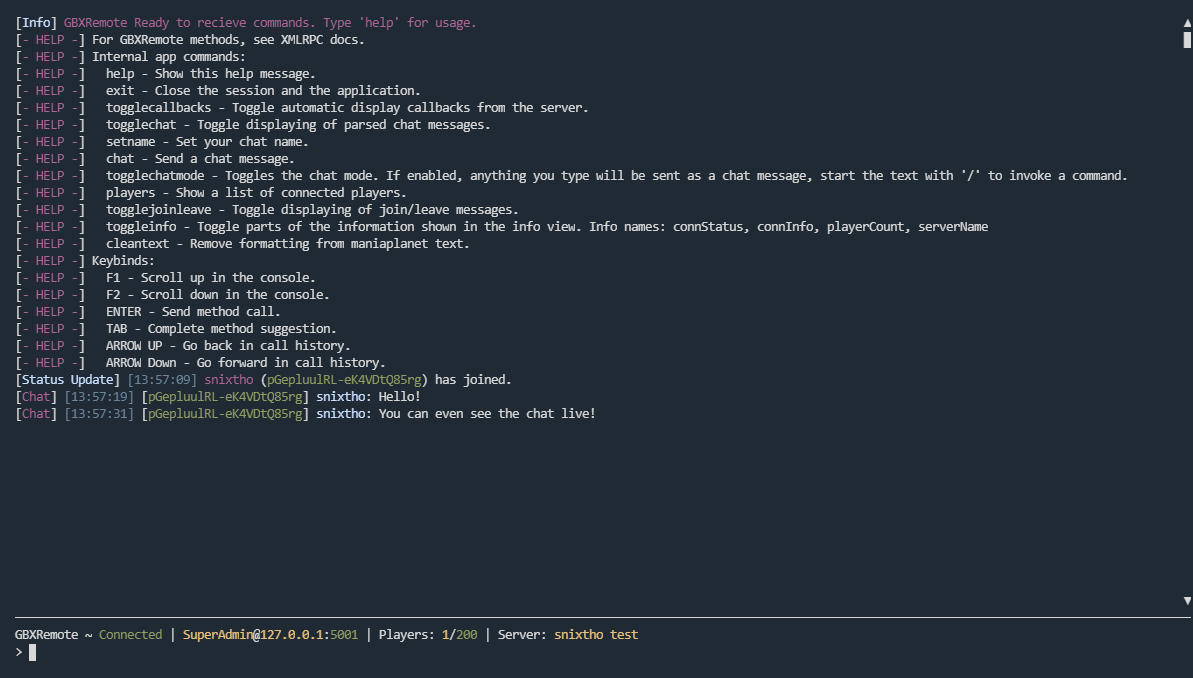 [Info] GBXRemote Ready to recieve commands. Type 'help' for usage.
[- HELP -] For GBXRemote methods, see XMLRPC docs.
[- HELP -] Internal app commands:
[- HELP -]   help - Show this help message.
[- HELP -]   exit - Close the session and the application.
[- HELP -]   togglecallbacks - Toggle automatic display callbacks from the server.
[- HELP -]   togglechat - Toggle displaying of parsed chat messages.
[- HELP -]   setname - Set your chat name.
[- HELP -]   chat - Send a chat message.
[- HELP -]   togglechatmode - Toggles the chat mode. If enabled, anything you type will be sent as a chat message, start the text with '/' to invoke a command.
[- HELP -]   players - Show a list of connected players.
[- HELP -]   togglejoinleave - Toggle displaying of join/leave messages.
[- HELP -]   toggleinfo - Toggle parts of the information shown in the info view. Info names: connStatus, connInfo, playerCount, serverName
[- HELP -]   cleantext - Remove formatting from maniaplanet text.
[- HELP -] Keybinds:
[- HELP -]   F1 - Scroll up in the console.
[- HELP -]   F2 - Scroll down in the console.
[- HELP -]   ENTER - Send method call.
[- HELP -]   TAB - Complete method suggestion.
[- HELP -]   ARROW UP - Go back in call history.
[- HELP -]   ARROW Down - Go forward in call history.
[Status Update] [13:57:09] snixtho (pGepluulRL-eK4VDtQ85rg) has joined.
[Chat] [13:57:19] [pGepluulRL-eK4VDtQ85rg] snixtho: Hello!
[Chat] [13:57:31] [pGepluulRL-eK4VDtQ85rg] snixtho: You can even see the chat live!
GBXRemote ~ Connected | SuperAdmin@127.0.0.1:5001 | Players: 1/200 | Server: snixtho test
>